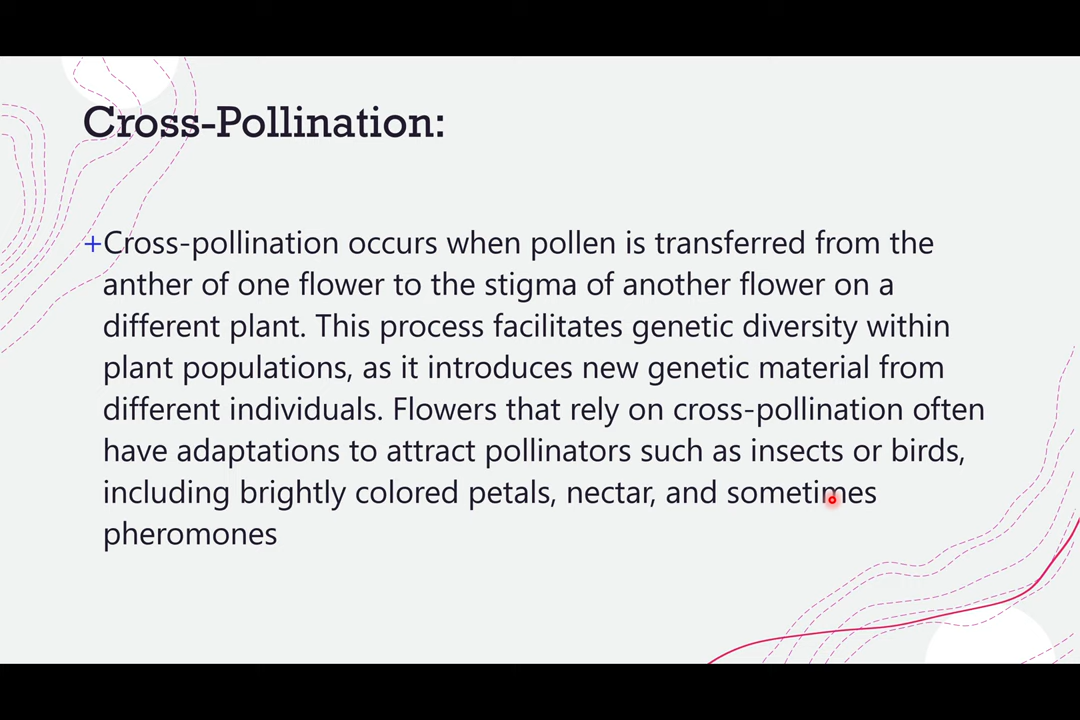 Cross-Pollination:
+Cross-pollination occurs when pollen is transferred from the
anther of one flower to the stigma of another flower on a
different plant. This process facilitates genetic diversity within
plant populations, as it introduces new genetic material from
different individuals. Flowers that rely on cross-pollination often
have adaptations to attract pollinators such as insects or birds,
including brightly colored petals, nectar, and sometimes
pheromones